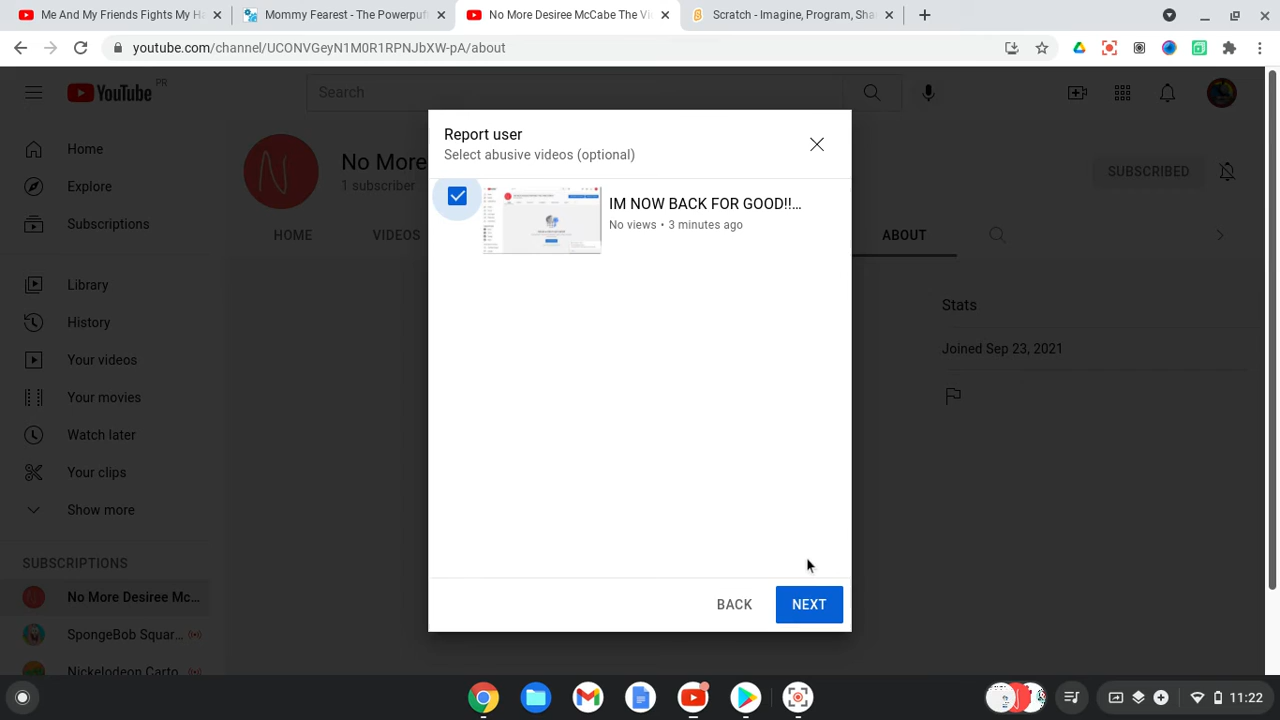 Me And My Mends Fights My Ha
Mommy Fearest - The Powerpuf
No More Desiree McCabe The Vi
Scratch - Imagine, Program, Sha
youtube.com/channel/UCONVGeyN1M0R1RPNJbXW-pA/about
YouTube PR
Search
Home
Explore
Subscriptions
Library
History
Your videos
Your movies
Watch later
Your clips
Show more
SUBSCRIPTIONS
No More Desiree Mc...
SpongeBob Squar...
Nickelodeon Carto
No More
1 subscriber
SUBSCRIBED
HOME
ABOUT
Stats
Joined Sep 23, 2021
Report user
Select abusive videos (optional)
IM NOW BACK FOR GOOD!!...
No views • 3 minutes ago
BACK
NEXT
11:22